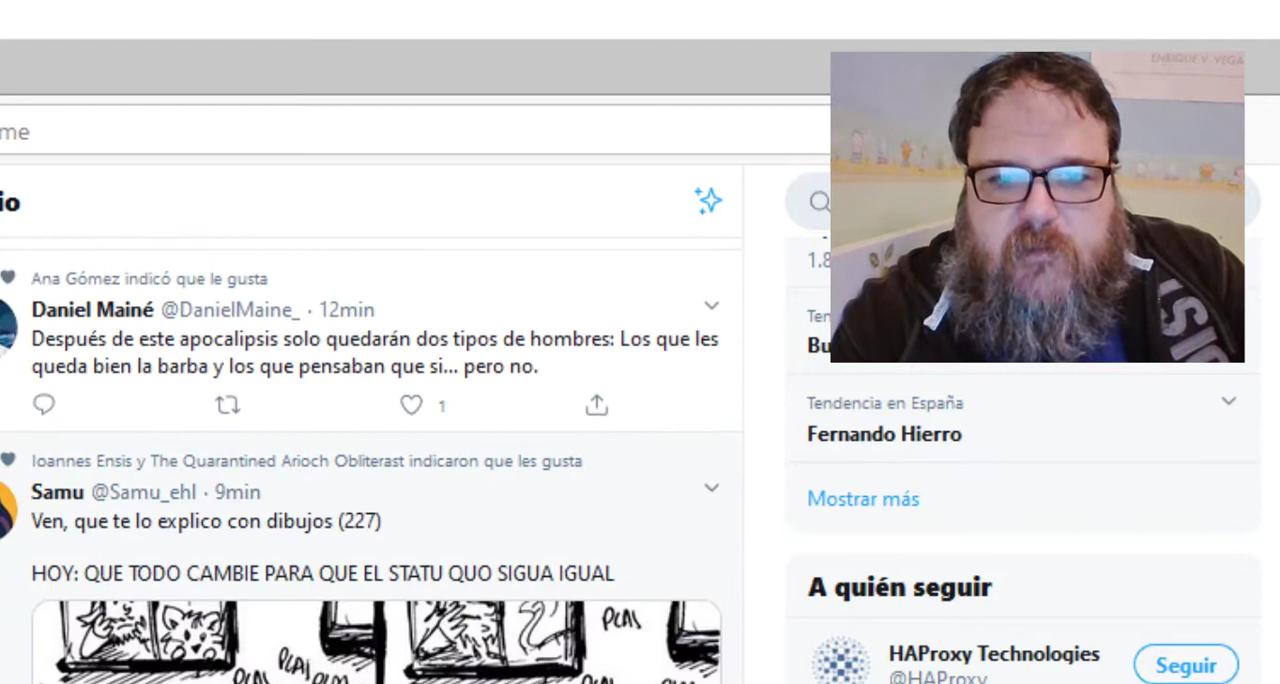 ENRIQUE V. VEGA
me
io
Ana Gómez indicó que le gusta
Daniel Mainé @DanielMaine_ · 12min
Después de este apocalipsis solo quedarán dos tipos de hombres: Los que les
queda bien la barba y los que pensaban que si... pero no.
1
Ioannes Ensis y The Quarantined Arioch Obliterast indicaron que les gusta
Samu @Samu_ehl · 9min
Ven, que te lo explico con dibujos (227)
HOY: QUE TODO CAMBIE PARA QUE EL STATU QUO SIGUA IGUAL
PLAS
1.8
Ten
Bu
Tendencia en España
Fernando Hierro
Mostrar más
A quién seguir
HAProxy Technologies
@HAProxy
Seguir